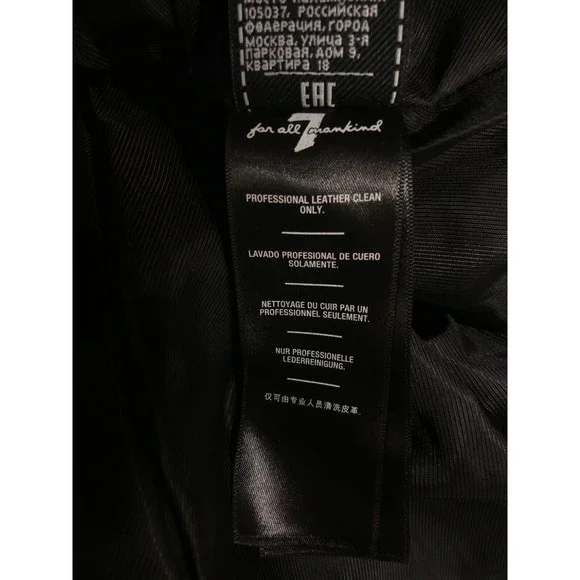 105037, РОССИЙСКАЯ
ФЕДЕРАЦИЯ, ГОРОД
МОСКВА, УЛИЦА 3-Я
ПАРКОВАЯ, ДОМ 9,
КВАРТИРА 18
EAC
for all 7 mankind
PROFESSIONAL LEATHER CLEAN
ONLY.
LAVADO PROFESIONAL DE CUERO
SOLAMENTE.
NETTOYAGE DU CUIR PAR UN
PROFESSIONNEL SEULEMENT.
NUR PROFESSIONELLE
LEDERREINIGUNG.
仅可由专业人员清洗皮革.